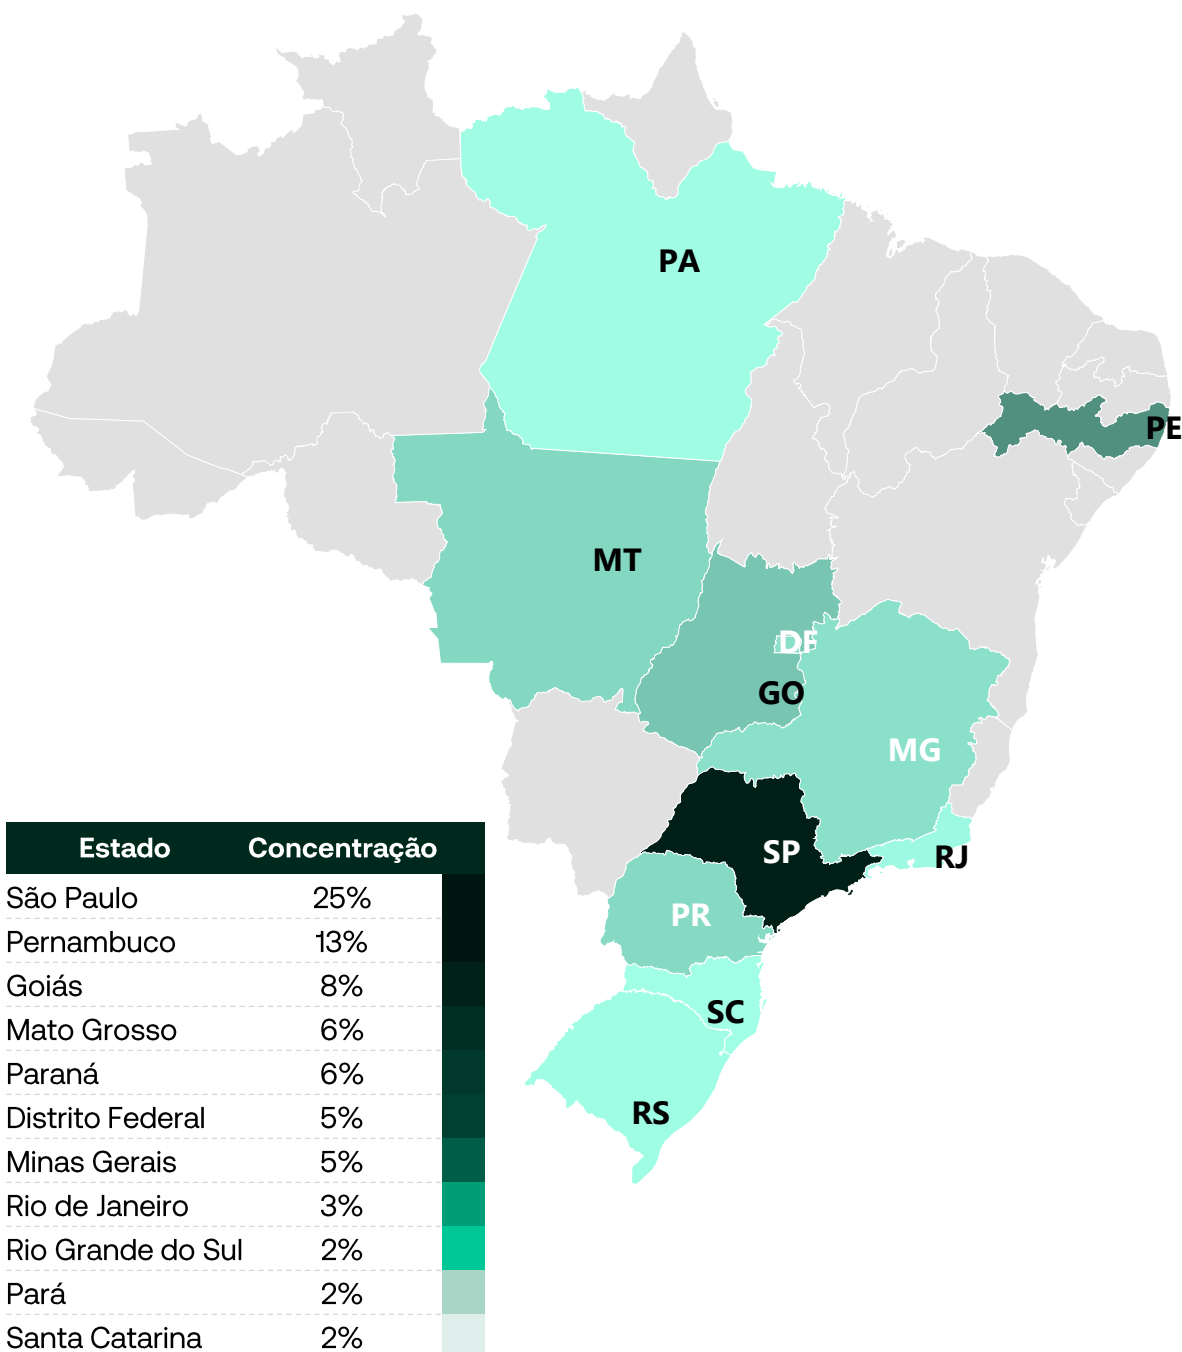 PA
PE
MT
DF
GO
MG
SP
RJ
PR
SC
RS
Estado Concentração
São Paulo 25%
Pernambuco 13%
Goiás 8%
Mato Grosso 6%
Paraná 6%
Distrito Federal 5%
Minas Gerais 5%
Rio de Janeiro 3%
Rio Grande do Sul 2%
Pará 2%
Santa Catarina 2%